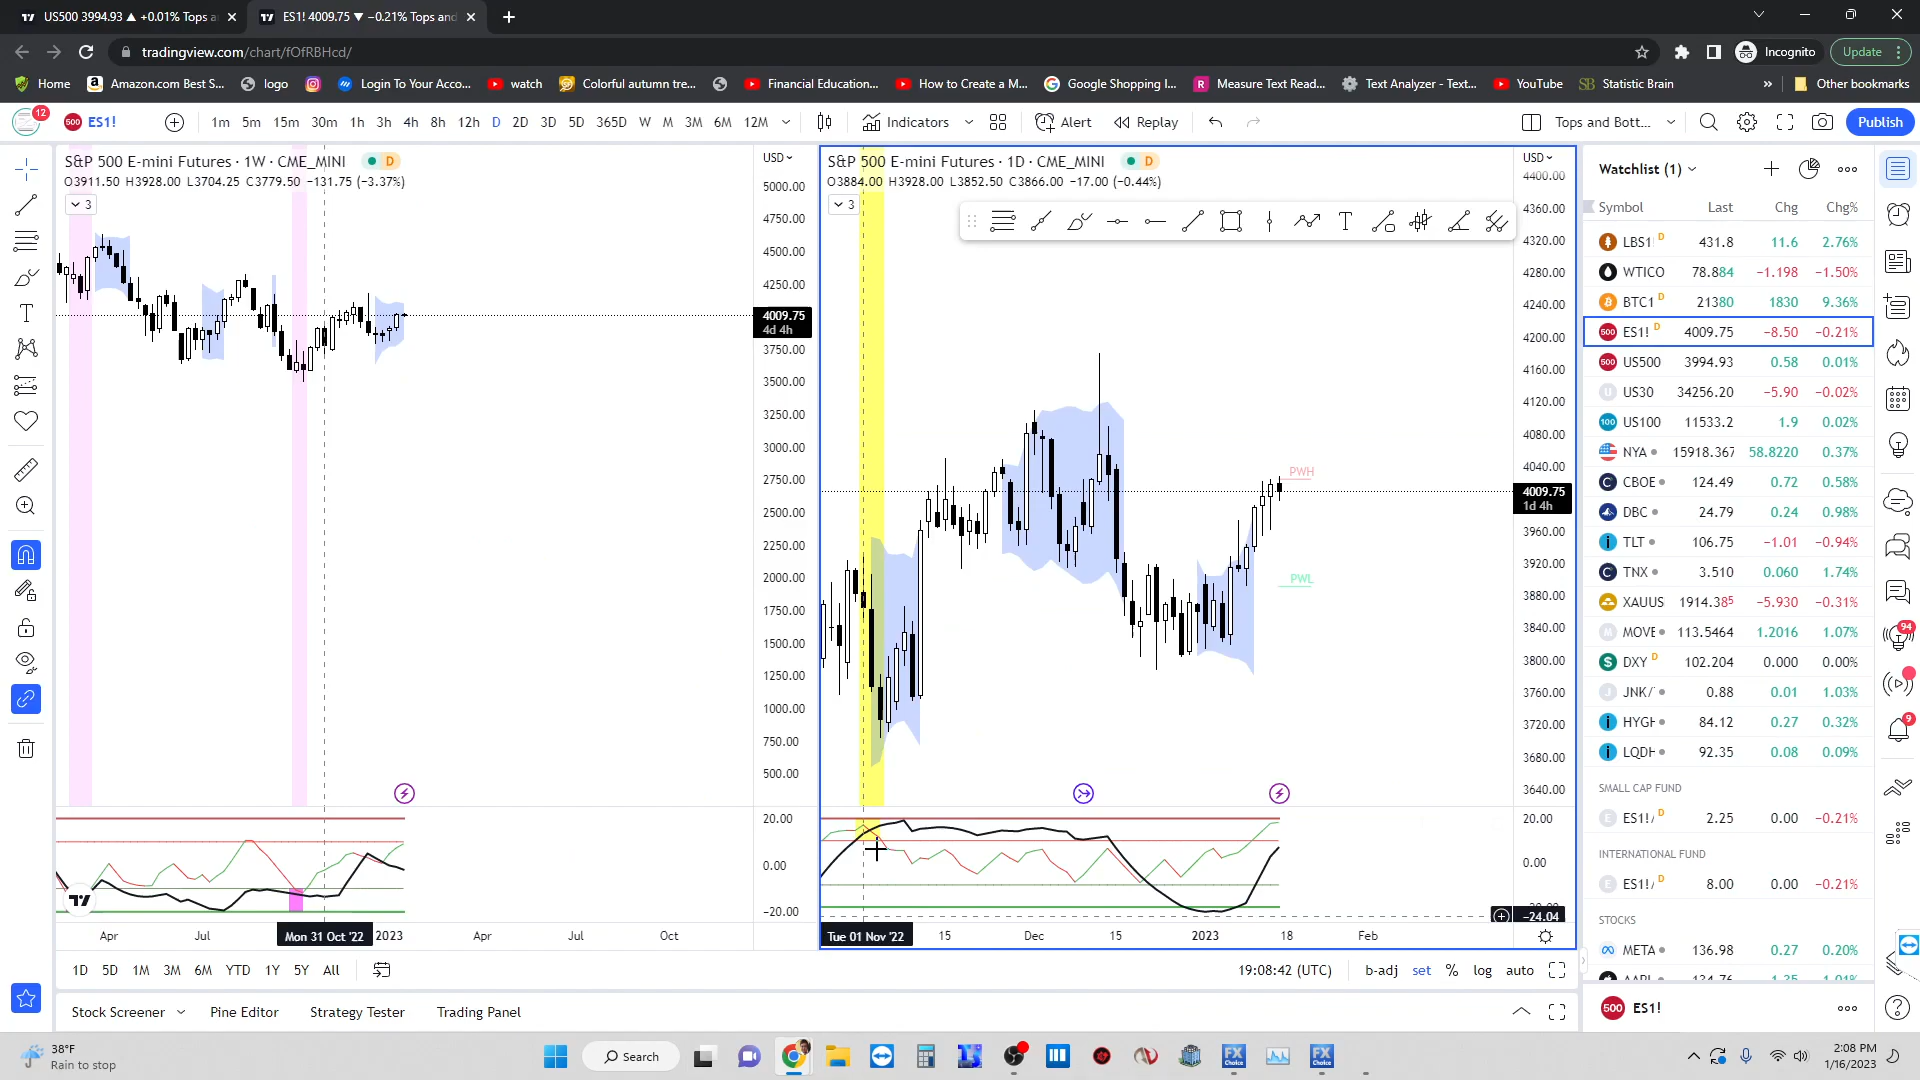 US500 3994.93 ▲ +0.01% Tops a
ES1! 4009.75 ▼ −0.21% Tops and
tradingview.com/chart/fOfRBHcd/
Incognito
Update
Home
Amazon.com Best S...
logo
Login To Your Acco...
watch
Colorful autumn tre...
Financial Education...
How to Create a M...
Google Shopping I...
Measure Text Read...
Text Analyzer - Text...
YouTube
Statistic Brain
Other bookmarks
12
500 ES1!
1m 5m 15m 30m 1h 3h 4h 8h 12h D 2D 3D 5D 365D W M 3M 6M 12M
Indicators
Alert
Replay
Tops and Bott...
Publish
S&P 500 E-mini Futures · 1W · CME_MINI D
O3911.50 H3928.00 L3704.25 C3779.50 −131.75 (−3.37%)
3
USD
5000.00
4750.00
4500.00
4250.00
4009.75
4d 4h
3750.00
3500.00
3250.00
3000.00
2750.00
2500.00
2250.00
2000.00
1750.00
1500.00
1250.00
1000.00
750.00
500.00
20.00
0.00
−20.00
Apr Jul Mon 31 Oct '22 2023 Apr Jul Oct
S&P 500 E-mini Futures · 1D · CME_MINI D
O3884.00 H3928.00 L3852.50 C3866.00 −17.00 (−0.44%)
3
USD
4400.00
4360.00
4320.00
4280.00
4240.00
4200.00
4160.00
4120.00
4080.00
4040.00
4009.75
1d 4h
3960.00
3920.00
3880.00
3840.00
3800.00
3760.00
3720.00
3680.00
3640.00
PWH
PWL
20.00
0.00
−24.04
Tue 01 Nov '22 15 Dec 15 2023 18 Feb
1D 5D 1M 3M 6M YTD 1Y 5Y All
19:08:42 (UTC)
b-adj set % log auto
Stock Screener
Pine Editor
Strategy Tester
Trading Panel
Watchlist (1)
Symbol Last Chg Chg%
LBS1! D 431.8 11.6 2.76%
WTICO 78.884 −1.198 −1.50%
BTC1 D 21380 1830 9.36%
500 ES1! D 4009.75 −8.50 −0.21%
500 US500 3994.93 0.58 0.01%
US30 34256.20 −5.90 −0.02%
100 US100 11533.2 1.9 0.02%
NYA 15918.367 58.8220 0.37%
CBOE 124.49 0.72 0.58%
DBC 24.79 0.24 0.98%
TLT 106.75 −1.01 −0.94%
TNX 3.510 0.060 1.74%
XAUUS 1914.385 −5.930 −0.31%
MOVE 113.5464 1.2016 1.07%
DXY D 102.204 0.000 0.00%
JNK/ 0.88 0.01 1.03%
HYGH 84.12 0.27 0.32%
LQDH 92.35 0.08 0.09%
SMALL CAP FUND
E ES1!/ D 2.25 0.00 −0.21%
INTERNATIONAL FUND
E ES1!/ D 8.00 0.00 −0.21%
STOCKS
META 136.98 0.27 0.20%
500 ES1!
94
9
38°F
Rain to stop
Search
FX Choice
FX Choice
2:08 PM
1/16/2023